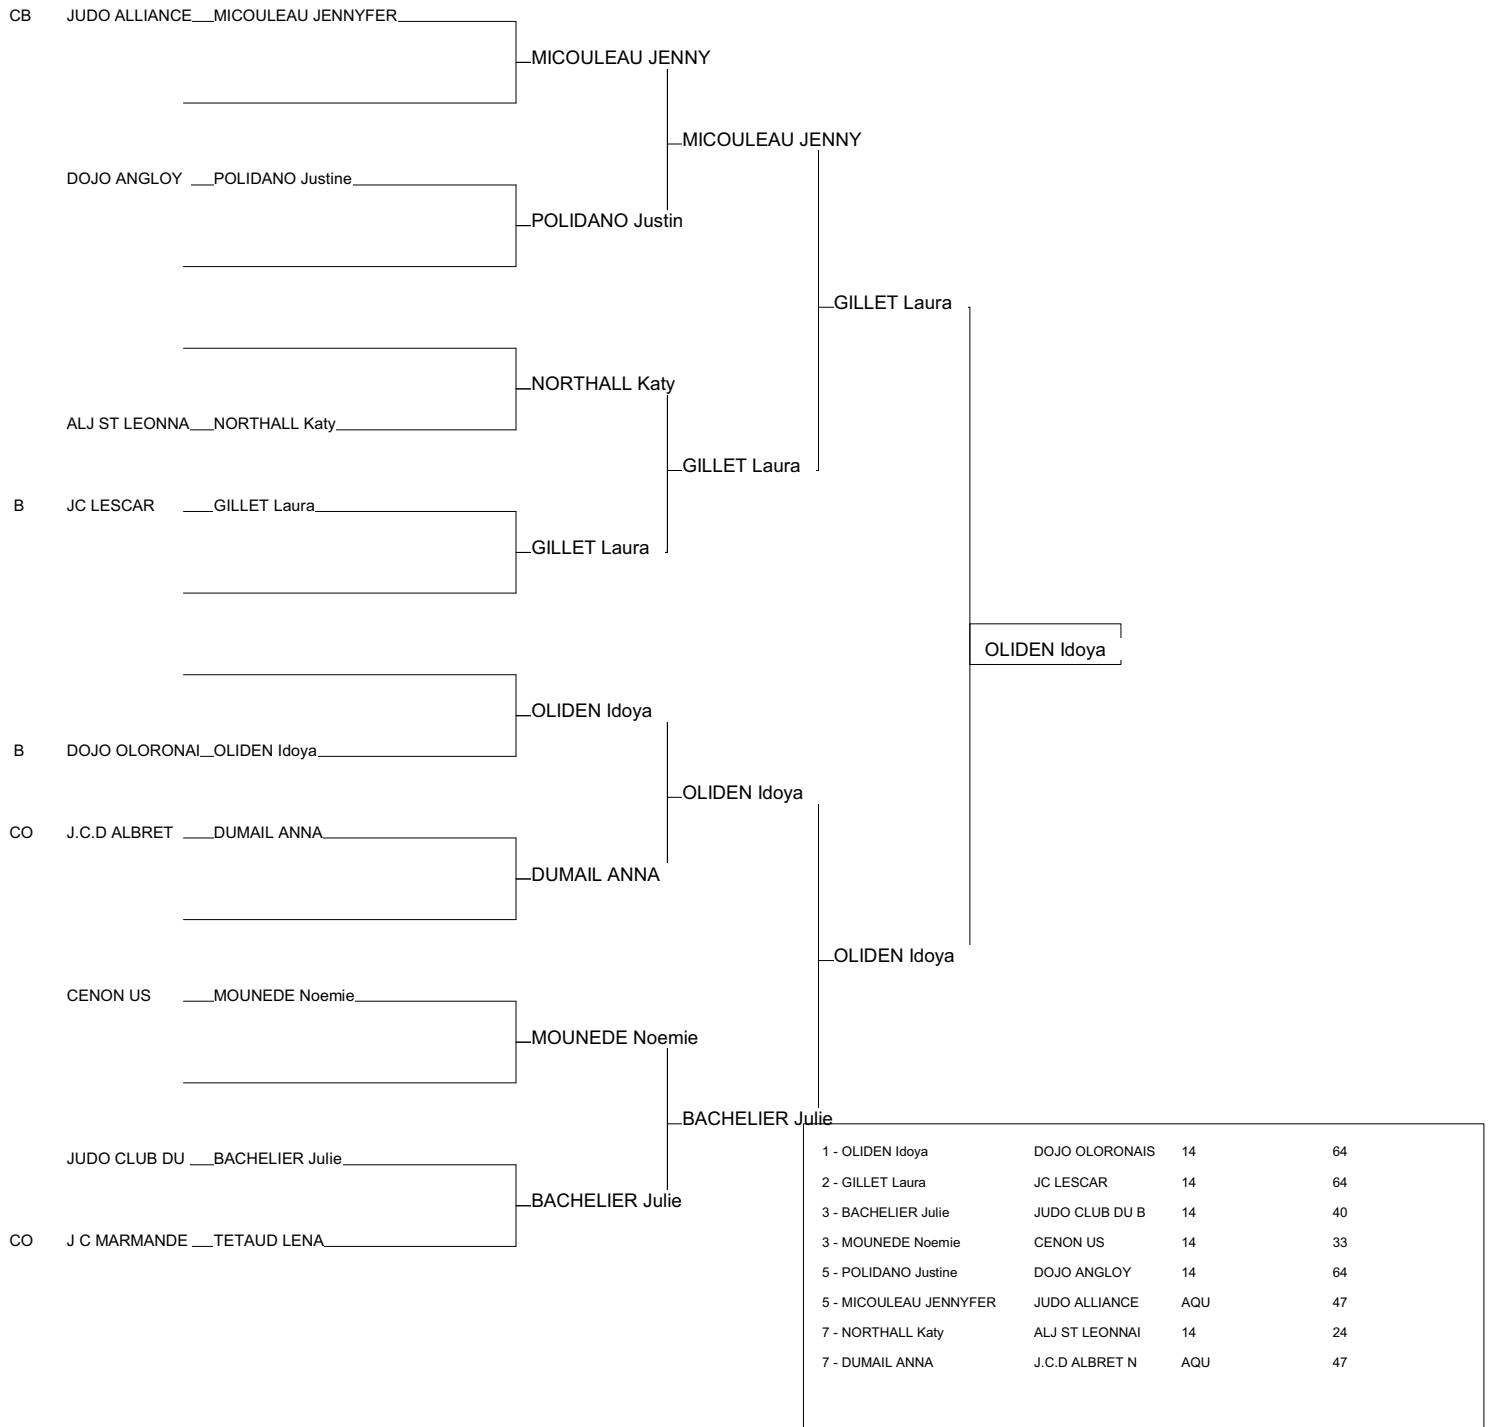 CB JUDO ALLIANCE MICOULEAU JENNYFER
MICOULEAU JENNY
MICOULEAU JENNY
DOJO ANGLOY POLIDANO Justine
POLIDANO Justin
GILLET Laura
NORTHALL Katy
ALJ ST LEONNA NORTHALL Katy
GILLET Laura
B JC LESCAR GILLET Laura
GILLET Laura
OLIDEN Idoya
OLIDEN Idoya
B DOJO OLORONAI OLIDEN Idoya
OLIDEN Idoya
CO J.C.D ALBRET DUMAIL ANNA
DUMAIL ANNA
OLIDEN Idoya
CENON US MOUNEDE Noemie
MOUNEDE Noemie
BACHELIER Julie
JUDO CLUB DU BACHELIER Julie
BACHELIER Julie
CO J C MARMANDE TETAUD LENA
1 - OLIDEN Idoya DOJO OLORONAIS 14 64
2 - GILLET Laura JC LESCAR 14 64
3 - BACHELIER Julie JUDO CLUB DU B 14 40
3 - MOUNEDE Noemie CENON US 14 33
5 - POLIDANO Justine DOJO ANGLOY 14 64
5 - MICOULEAU JENNYFER JUDO ALLIANCE AQU 47
7 - NORTHALL Katy ALJ ST LEONNAI 14 24
7 - DUMAIL ANNA J.C.D ALBRET N AQU 47